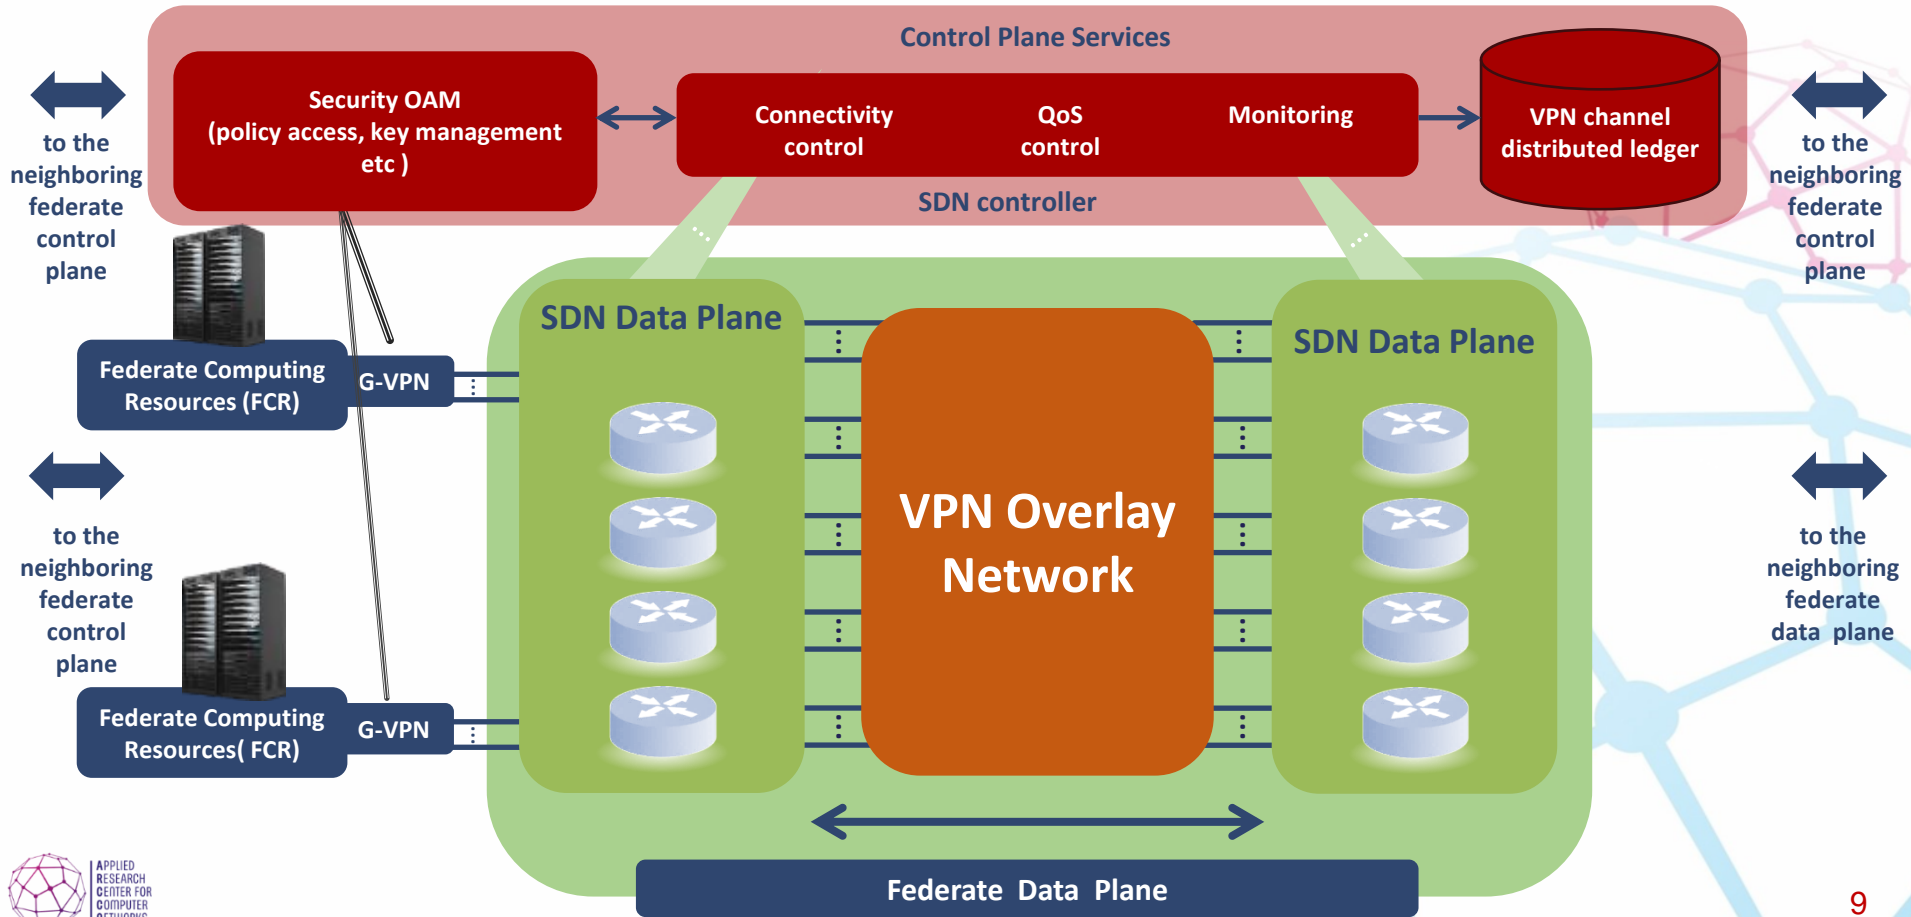 Control Plane Services
Security OAM
(policy access, key management
etc )
Connectivity
control
QoS
control
Monitoring
VPN channel
distributed ledger
SDN controller
to the
neighboring
federate
control
plane
to the
neighboring
federate
control
plane
SDN Data Plane
SDN Data Plane
Federate Computing
Resources (FCR)
G-VPN
VPN Overlay
Network
to the
neighboring
federate
control
plane
to the
neighboring
federate
data plane
Federate Computing
Resources( FCR)
G-VPN
Federate Data Plane
APPLIED
RESEARCH
CENTER FOR
COMPUTER
9